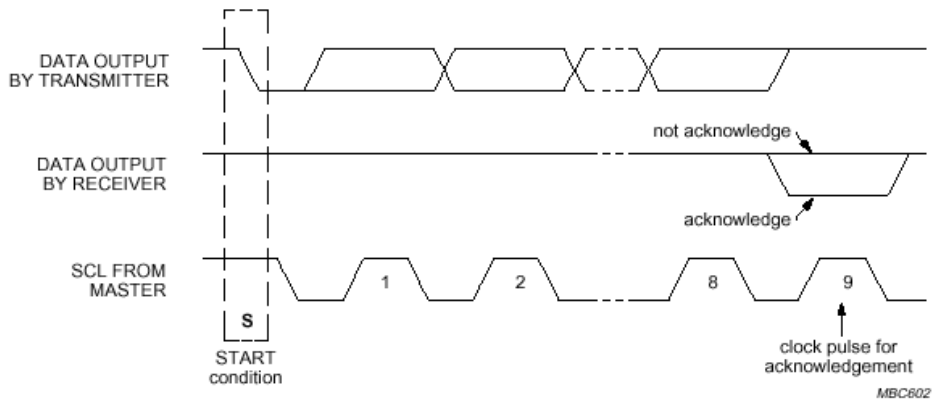 DATA OUTPUT
BY TRANSMITTER
not acknowledge
DATA OUTPUT
BY RECEIVER
acknowledge
SCL FROM
MASTER
1
2
8
9
S
START
condition
clock pulse for
acknowledgement
MBC602